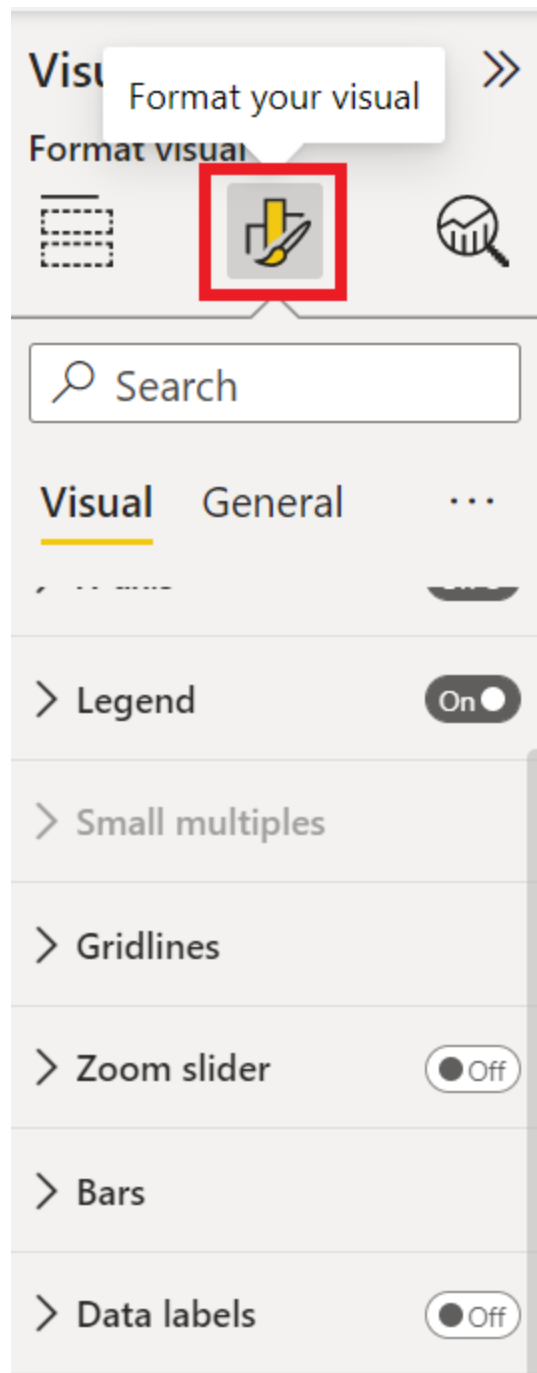 Visu
Format your visual
Format visual
Search
Visual General ...
Legend On
Small multiples
Gridlines
Zoom slider Off
Bars
Data labels Off